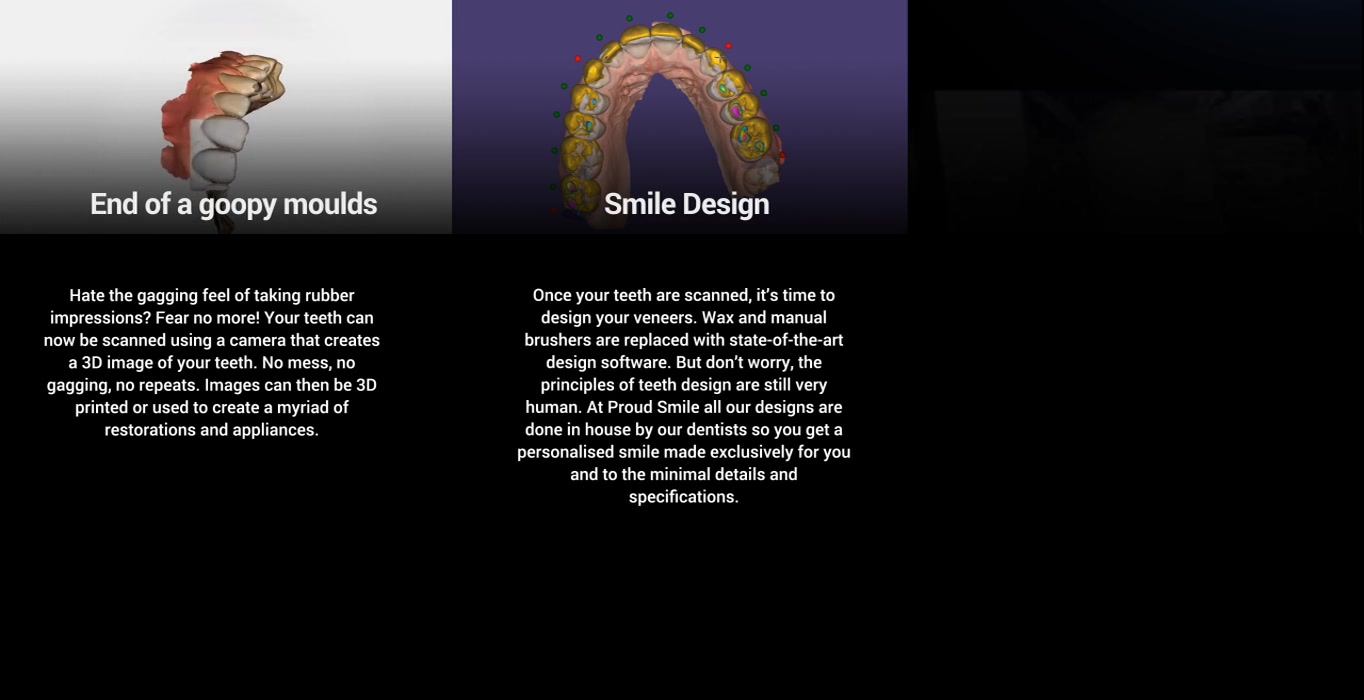 End of a goopy moulds
Hate the gagging feel of taking rubber
impressions? Fear no more! Your teeth can
now be scanned using a camera that creates
a 3D image of your teeth. No mess, no
gagging, no repeats. Images can then be 3D
printed or used to create a myriad of
restorations and appliances.
Smile Design
Once your teeth are scanned, it’s time to
design your veneers. Wax and manual
brushers are replaced with state-of-the-art
design software. But don’t worry, the
principles of teeth design are still very
human. At Proud Smile all our designs are
done in house by our dentists so you get a
personalised smile made exclusively for you
and to the minimal details and
specifications.